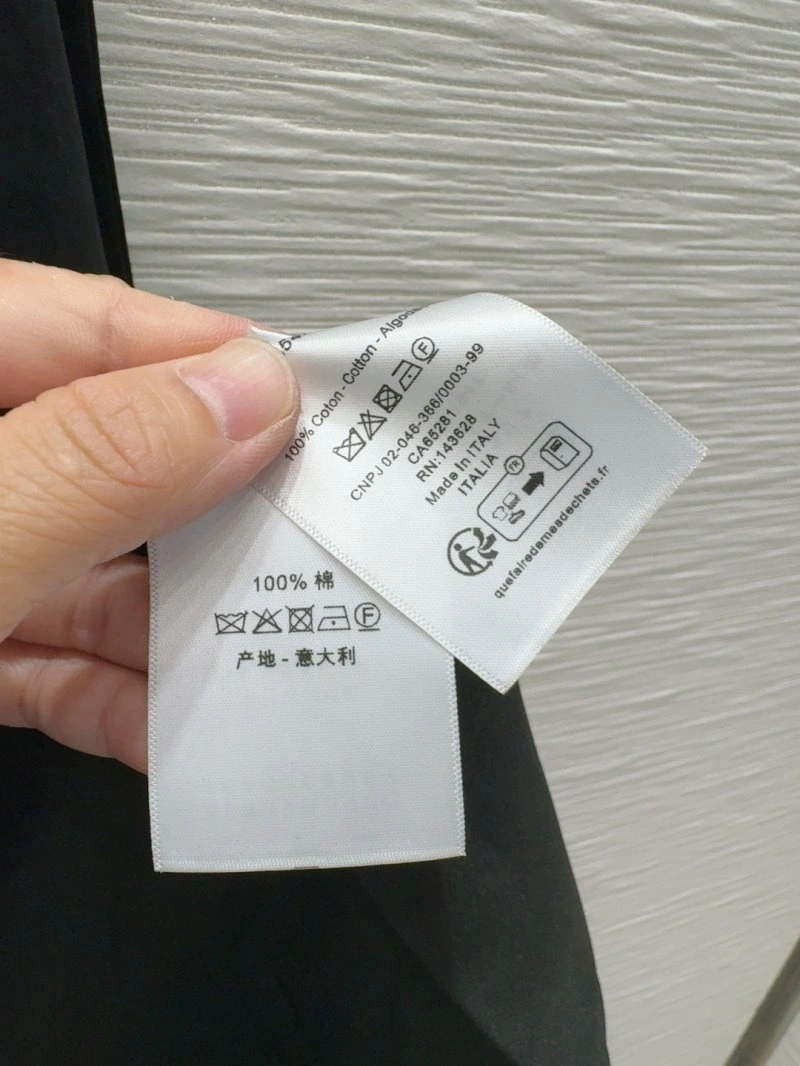 100% Coton - Cotton -
F
CNPJ 02-046-366/0003-99
CA65281
RN:143628
Made In ITALY
ITALIA
FR
quefairedemesdechets.fr
100% 棉
F
产地 - 意大利